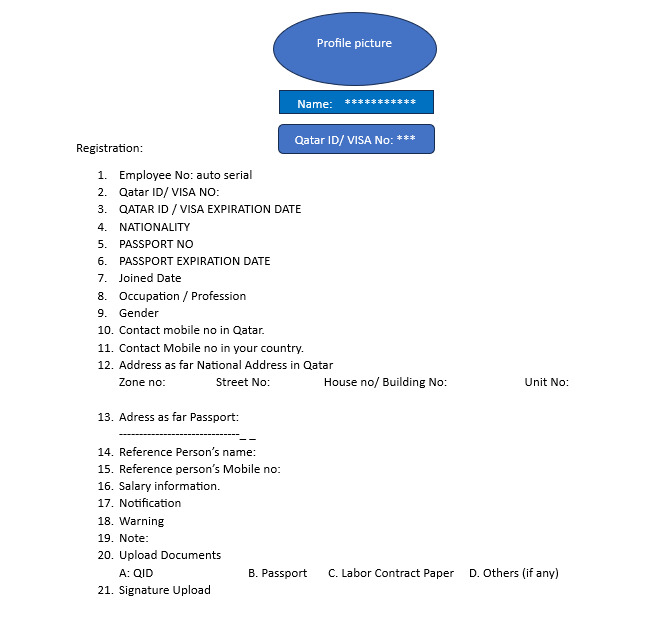 Profile picture
Name: ***********
Qatar ID/ VISA No: ***
Registration:
1. Employee No: auto serial
2. Qatar ID/ VISA NO:
3. QATAR ID / VISA EXPIRATION DATE
4. NATIONALITY
5. PASSPORT NO
6. PASSPORT EXPIRATION DATE
7. Joined Date
8. Occupation / Profession
9. Gender
10. Contact mobile no in Qatar.
11. Contact Mobile no in your country.
12. Address as far National Address in Qatar
Zone no: Street No: House no/ Building No: Unit No:
13. Adress as far Passport:
------------------------------_ _
14. Reference Person’s name:
15. Reference person’s Mobile no:
16. Salary information.
17. Notification
18. Warning
19. Note:
20. Upload Documents
A: QID B. Passport C. Labor Contract Paper D. Others (if any)
21. Signature Upload